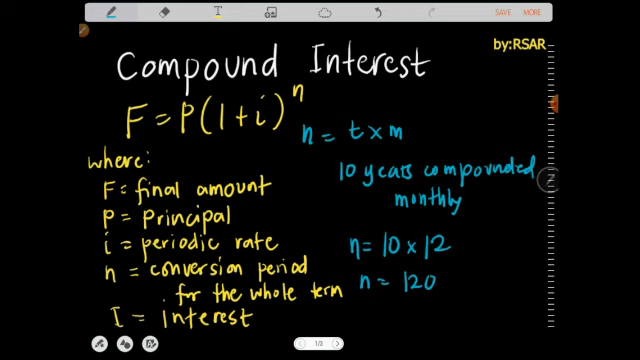 SAVE
MORE
by:RSAR
Compound Interest
F = P(1+i)^n
where:
F = final amount
P = principal
i = periodic rate
n = conversion period
for the whole term
I = interest
n = t x m
10 years compounded
monthly
n = 10 x 12
n = 120
1/3